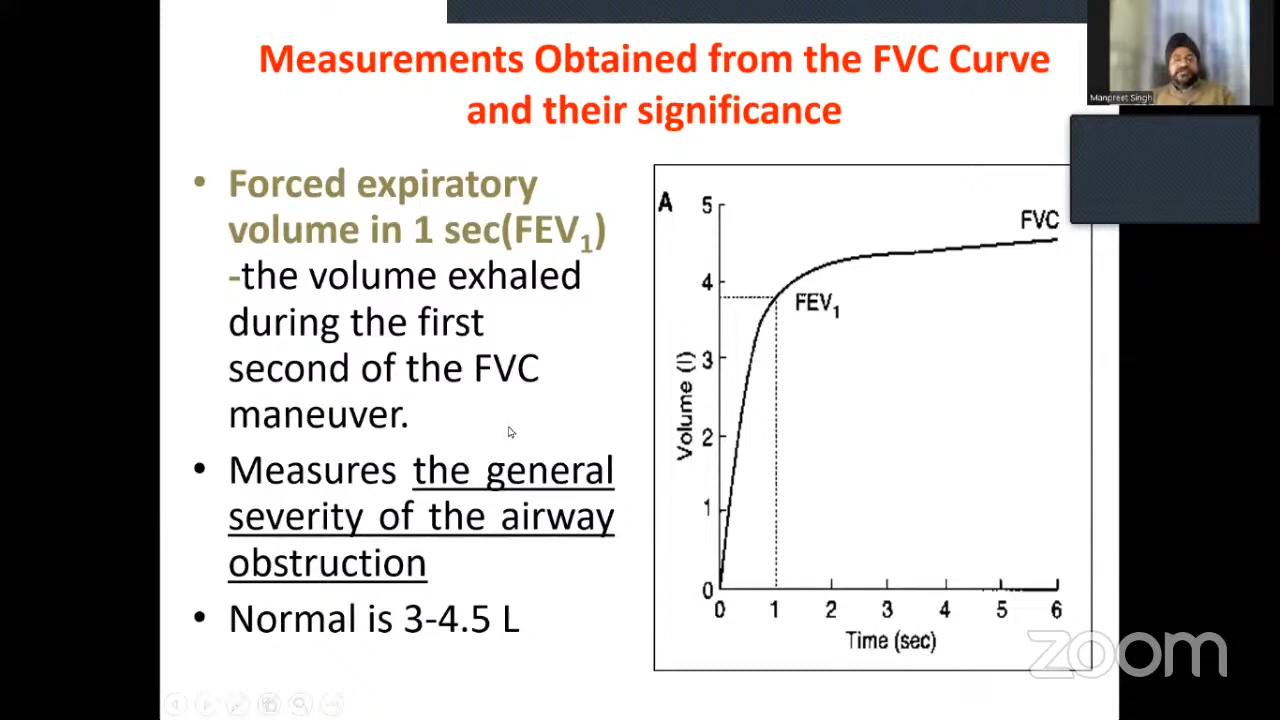 Measurements Obtained from the FVC Curve
and their significance
Manpreet Singh
• Forced expiratory
volume in 1 sec(FEV₁)
-the volume exhaled
during the first
second of the FVC
maneuver.
• Measures the general
severity of the airway
obstruction
• Normal is 3-4.5 L
A
5
4
3
2
1
0
Volume (l)
FVC
FEV₁
0 1 2 3 4 5 6
Time (sec)
zoom